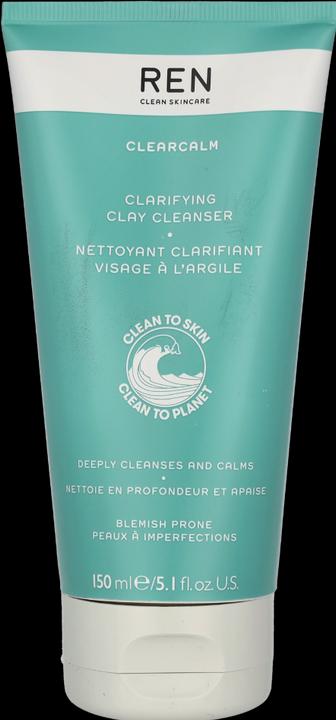 REN
CLEAN SKINCARE
CLEARCALM
CLARIFYING
CLAY CLEANSER
•
NETTOYANT CLARIFIANT
VISAGE À L'ARGILE
CLEAN TO SKIN
CLEAN TO PLANET
DEEPLY CLEANSES AND CALMS
•
NETTOIE EN PROFONDEUR ET APAISE
BLEMISH PRONE
PEAUX À IMPERFECTIONS
150 ml℮/5.1 fl.oz. U.S.